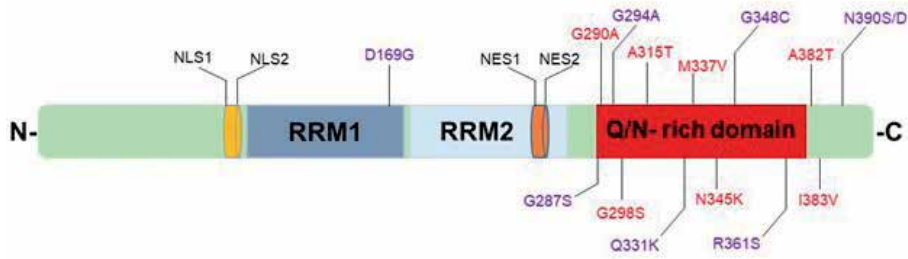 G294A
G348C
N390S/D
G290A
NLS1
NLS2
D169G
NES1
NES2
A315T
M337V
A382T
N-
RRM1
RRM2
Q/N- rich domain
-C
G287S
G298S
N345K
I383V
Q331K
R361S